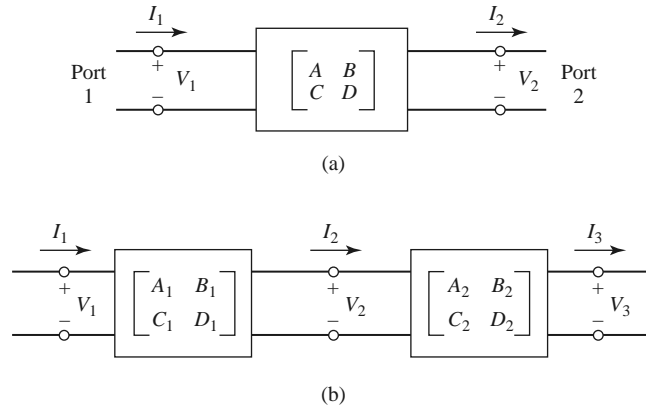 I1 I2
Port 1 + V1 − [A B C D] + V2 − Port 2
(a)
I1 I2 I3
+ V1 − [A1 B1 C1 D1] + V2 − [A2 B2 C2 D2] + V3 −
(b)